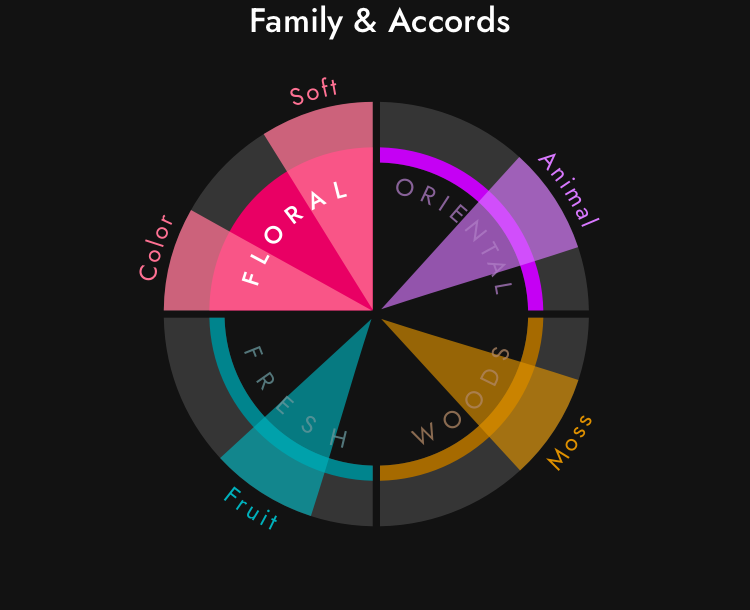 Family & Accords
Soft
Color
FLORAL
ORIENTAL
Animal
FRESH
WOODS
Fruit
Moss